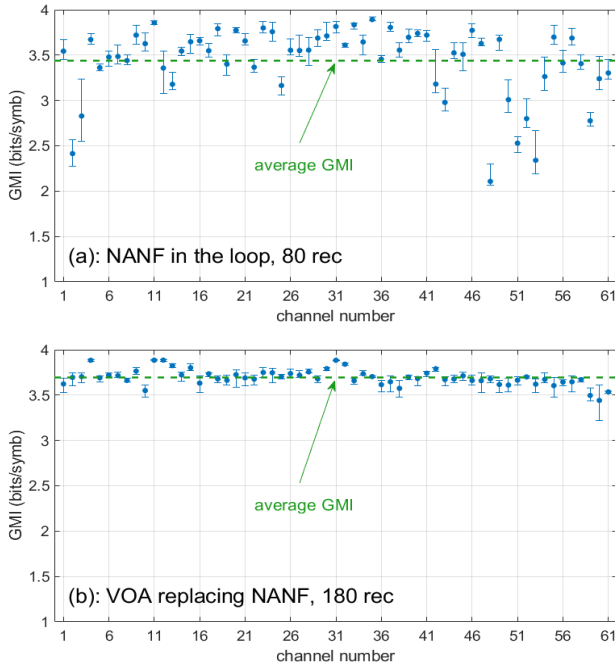 4
3.5
3
2.5
2
1.5
1
GMI (bits/symb)
average GMI
(a): NANF in the loop, 80 rec
1 6 11 16 21 26 31 36 41 46 51 56 61
channel number
4
3.5
3
2.5
2
1.5
1
GMI (bits/symb)
average GMI
(b): VOA replacing NANF, 180 rec
1 6 11 16 21 26 31 36 41 46 51 56 61
channel number